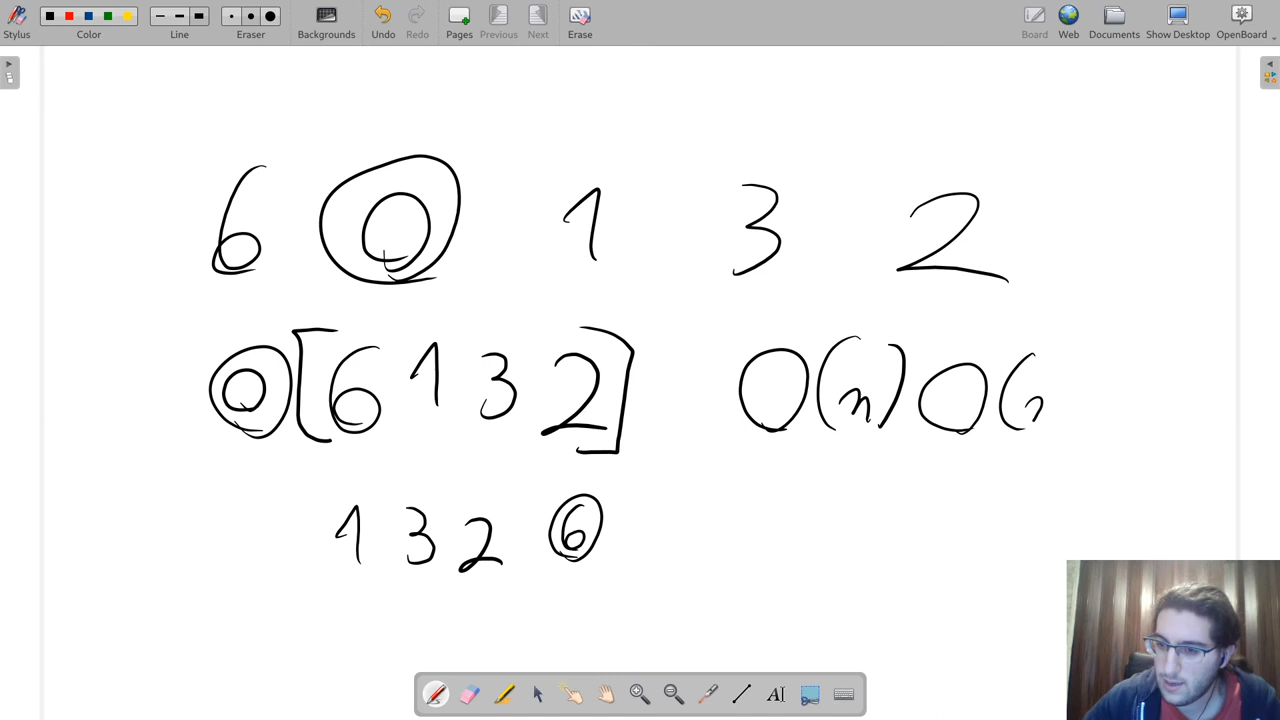 Stylus Color Line Eraser Backgrounds Undo Redo Pages Previous Next Erase Board Web Documents Show Desktop OpenBoard
6 0 1 3 2
0 [6 1 3 2] O(n) O(n
1 3 2 6
AI